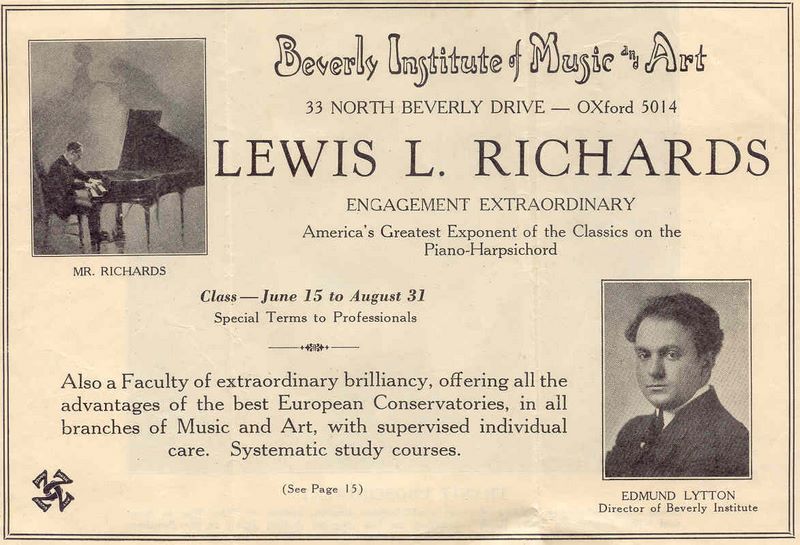 Beverly Institute of Music and Art
33 NORTH BEVERLY DRIVE — OXford 5014
LEWIS L. RICHARDS
ENGAGEMENT EXTRAORDINARY
America's Greatest Exponent of the Classics on the
Piano-Harpsichord
MR. RICHARDS
Class—June 15 to August 31
Special Terms to Professionals
Also a Faculty of extraordinary brilliancy, offering all the
advantages of the best European Conservatories, in all
branches of Music and Art, with supervised individual
care. Systematic study courses.
(See Page 15)
EDMUND LYTTON
Director of Beverly Institute